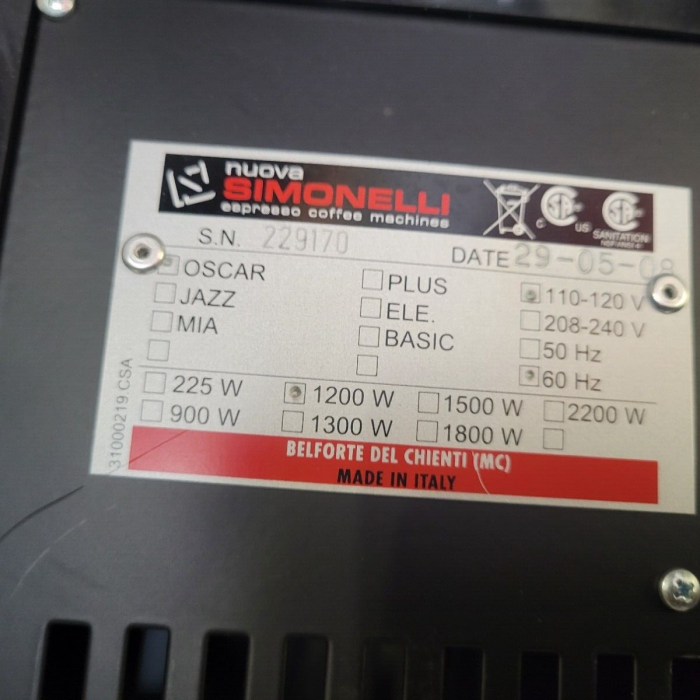 nuova
SIMONELLI
espresso coffee machines
C US
SANITATION
S.N. 229170 DATE 29-05-08
OSCAR PLUS 110-120 V
JAZZ ELE. 208-240 V
MIA BASIC 50 Hz
60 Hz
225 W 1200 W 1500 W 2200 W
900 W 1300 W 1800 W
31000219 CSA
BELFORTE DEL CHIENTI (MC)
MADE IN ITALY